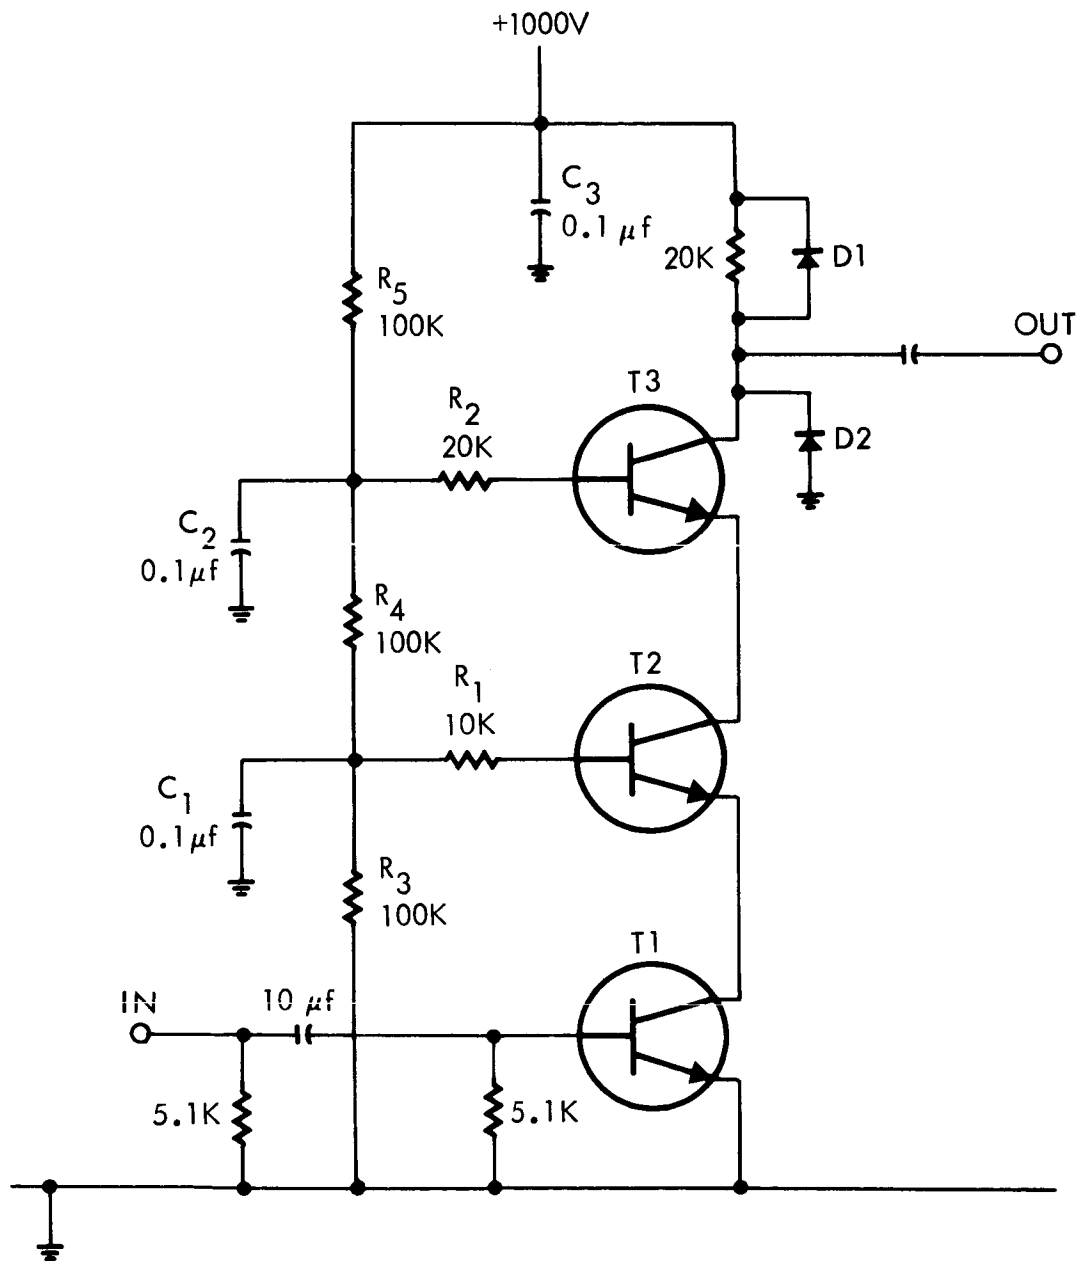 +1000V
C3
0.1 μf
20K
D1
R5
100K
OUT
T3
R2
20K
D2
C2
0.1μf
R4
100K
T2
R1
10K
C1
0.1μf
R3
100K
T1
IN
10 μf
5.1K
5.1K